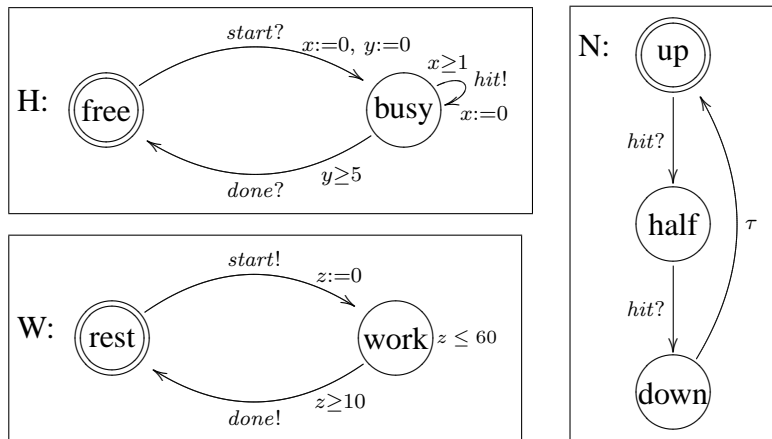 H:
free
start?
x:=0, y:=0
busy
x≥1
hit!
x:=0
y≥5
done?
W:
rest
start!
z:=0
work
z ≤ 60
z≥10
done!
N:
up
hit?
half
τ
hit?
down